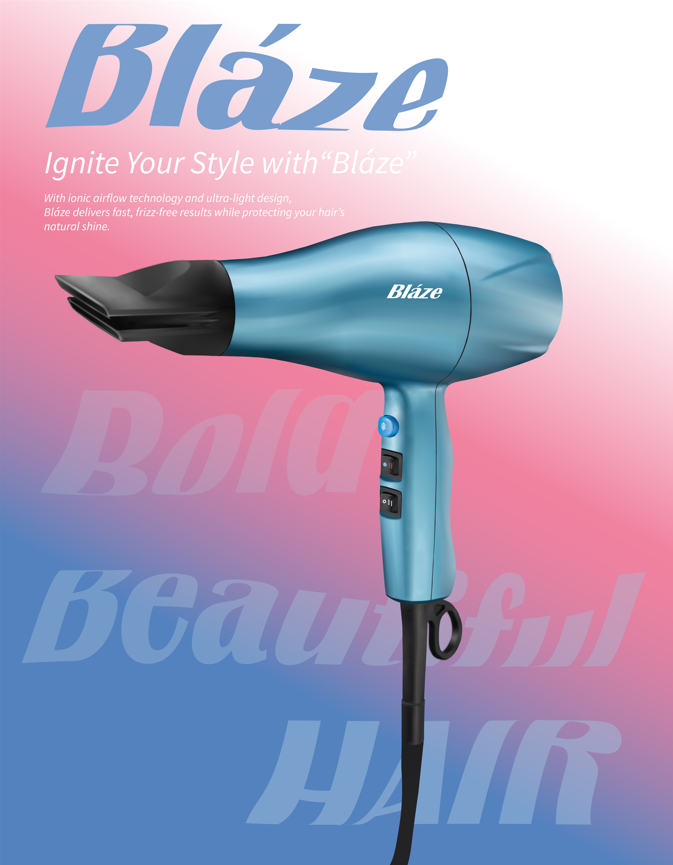 Bláze
Ignite Your Style with“Bláze”
With ionic airflow technology and ultra-light design,
Bláze delivers fast, frizz-free results while protecting your hair’s
natural shine.
Bláze
Bold
Beautiful
HAIR